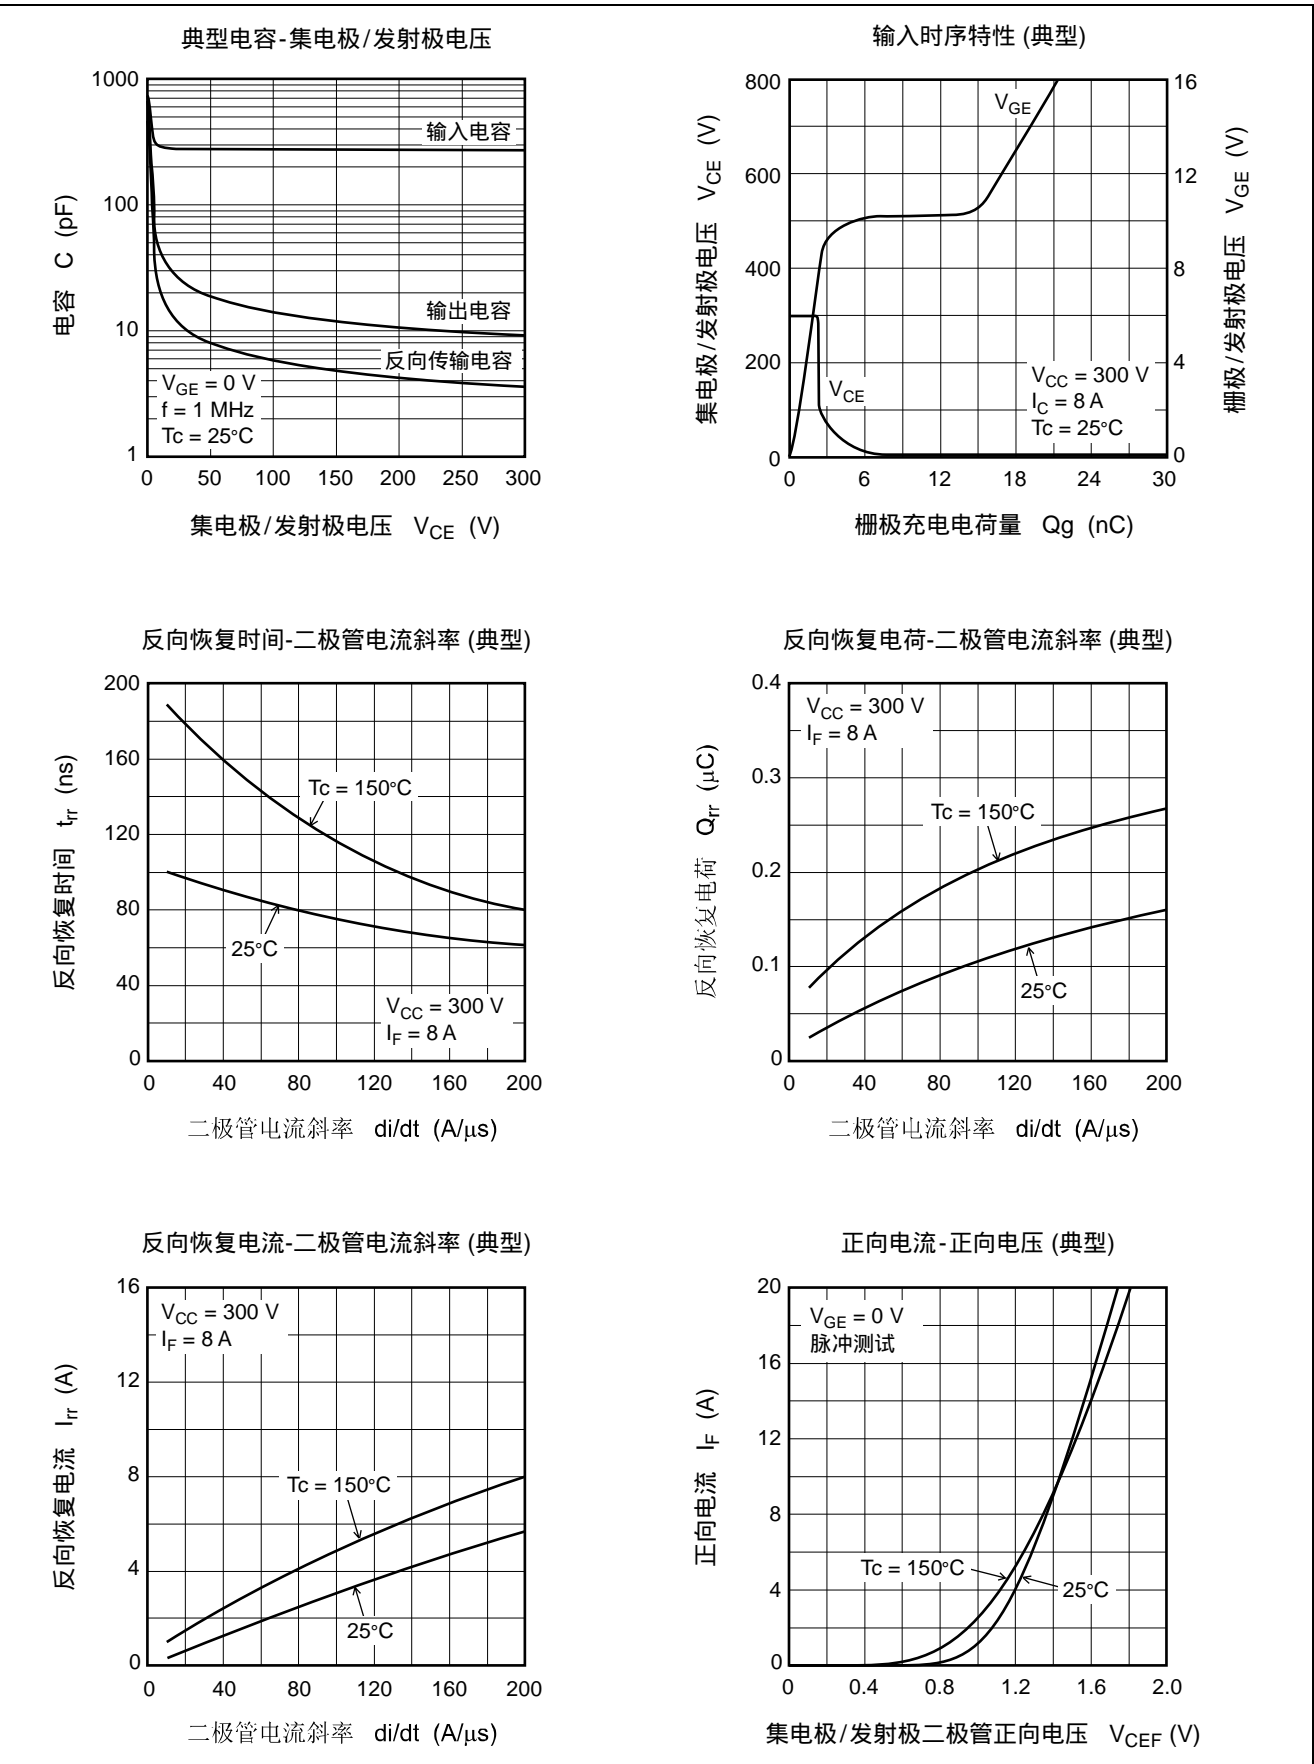 典型电容-集电极/发射极电压
1000
100
10
1
电容 C (pF)
输入电容
输出电容
反向传输电容
VGE = 0 V
f = 1 MHz
Tc = 25°C
0 50 100 150 200 250 300
集电极/发射极电压 VCE (V)
输入时序特性 (典型)
800
600
400
200
0
集电极/发射极电压 VCE (V)
VGE
VCE
VCC = 300 V
IC = 8 A
Tc = 25°C
16
12
8
4
0
栅极/发射极电压 VGE (V)
0 6 12 18 24 30
栅极充电电荷量 Qg (nC)
反向恢复时间-二极管电流斜率 (典型)
200
160
120
80
40
0
反向恢复时间 trr (ns)
Tc = 150°C
25°C
VCC = 300 V
IF = 8 A
0 40 80 120 160 200
二极管电流斜率 di/dt (A/μs)
反向恢复电荷-二极管电流斜率 (典型)
0.4
0.3
0.2
0.1
0
反向恢复电荷 Qrr (μC)
VCC = 300 V
IF = 8 A
Tc = 150°C
25°C
0 40 80 120 160 200
二极管电流斜率 di/dt (A/μs)
反向恢复电流-二极管电流斜率 (典型)
16
12
8
4
0
反向恢复电流 Irr (A)
VCC = 300 V
IF = 8 A
Tc = 150°C
25°C
0 40 80 120 160 200
二极管电流斜率 di/dt (A/μs)
正向电流-正向电压 (典型)
20
16
12
8
4
0
正向电流 IF (A)
VGE = 0 V
脉冲测试
Tc = 150°C
25°C
0 0.4 0.8 1.2 1.6 2.0
集电极/发射极二极管正向电压 VCEF (V)